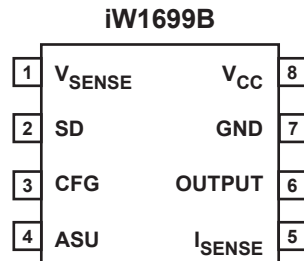 iW1699B
1 VSENSE VCC 8
2 SD GND 7
3 CFG OUTPUT 6
4 ASU ISENSE 5